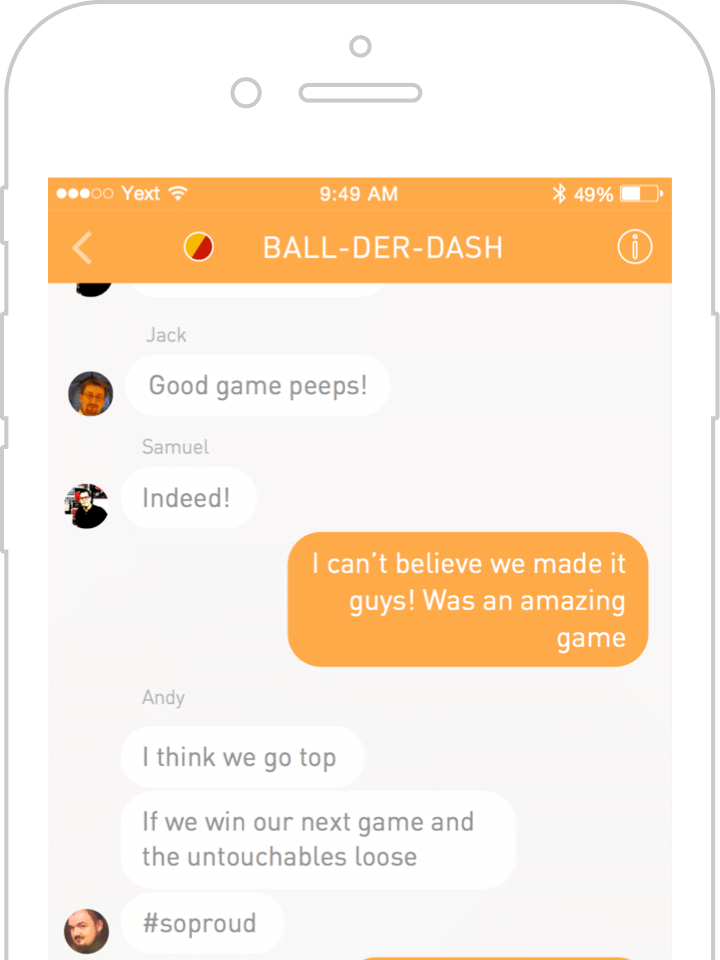 Yext 9:49 AM 49%
BALL-DER-DASH
Jack
Good game peeps!
Samuel
Indeed!
I can’t believe we made it
guys! Was an amazing
game
Andy
I think we go top
If we win our next game and
the untouchables loose
#soproud